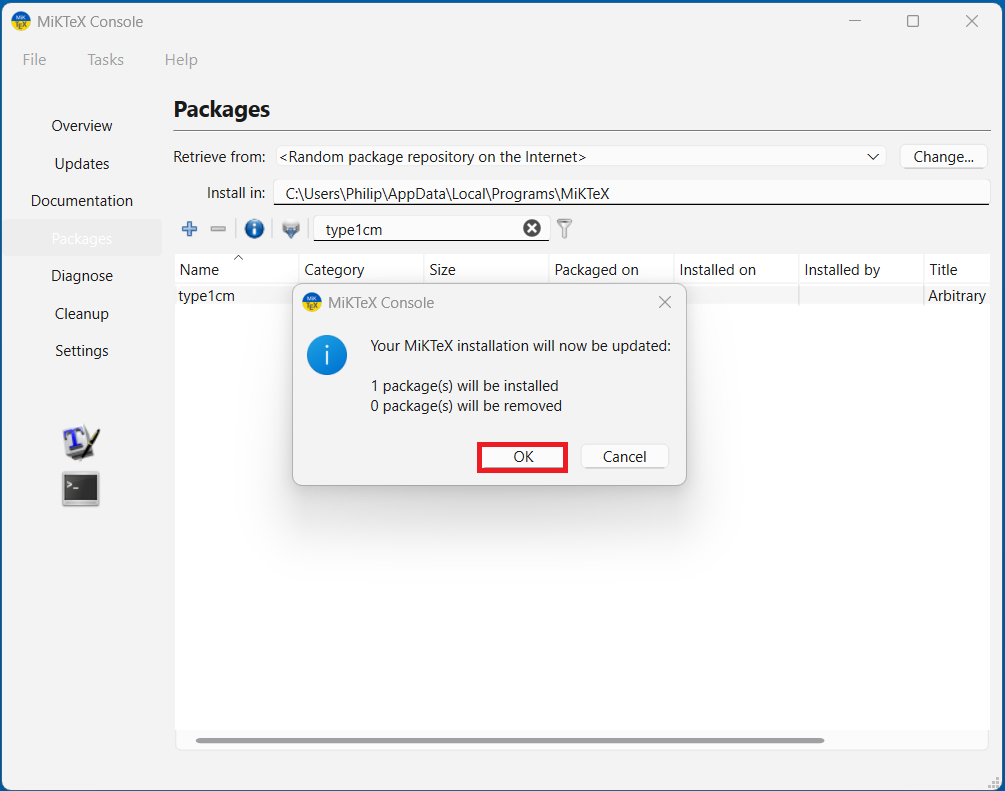 MiKTeX Console
File Tasks Help
Packages
Overview
Updates
Documentation
Packages
Diagnose
Cleanup
Settings
Retrieve from: <Random package repository on the Internet> Change...
Install in: C:\Users\Philip\AppData\Local\Programs\MiKTeX
type1cm
Name Category Size Packaged on Installed on Installed by Title
type1cm Arbitrary
MiKTeX Console
Your MiKTeX installation will now be updated:
1 package(s) will be installed
0 package(s) will be removed
OK Cancel